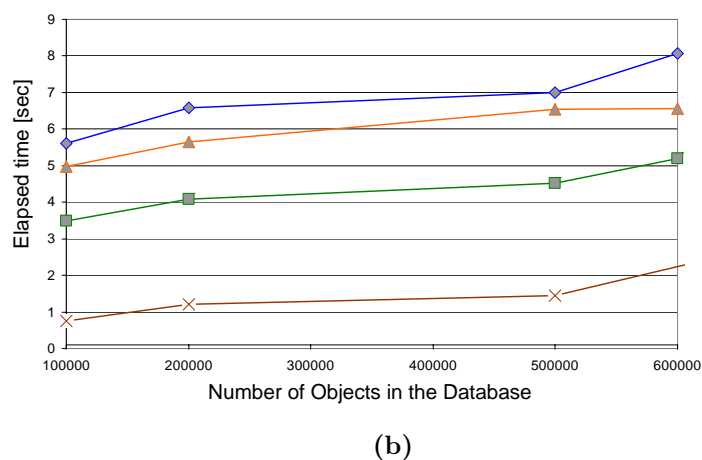 9
8
7
6
5
4
3
2
1
0
Elapsed time [sec]
100000 200000 300000 400000 500000 600000
Number of Objects in the Database
(b)